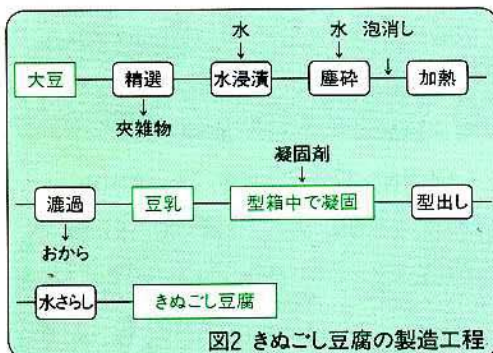 水 水 泡消し
大豆 精選 水浸漬 塵砕 加熱
夾雑物
凝固剤
漉過 豆乳 型箱中で凝固 型出し
おから
水さらし きぬごし豆腐
図2 きぬごし豆腐の製造工程